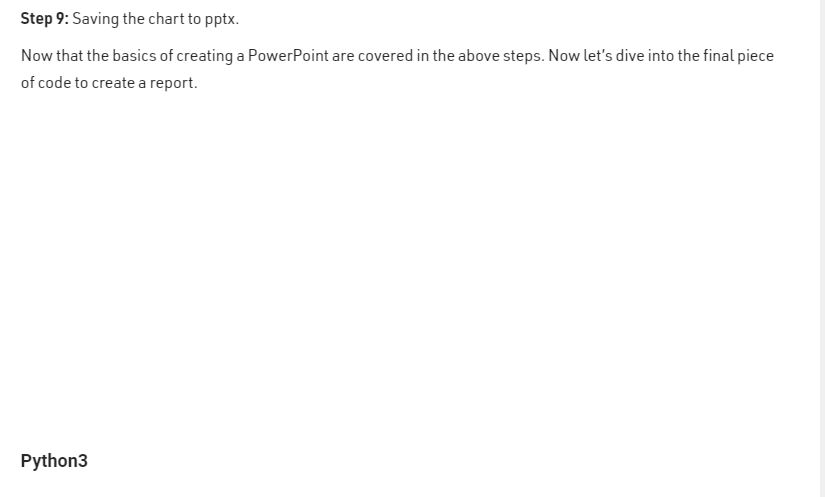 Step 9: Saving the chart to pptx.
Now that the basics of creating a PowerPoint are covered in the above steps. Now let's dive into the final piece
of code to create a report.
Python3